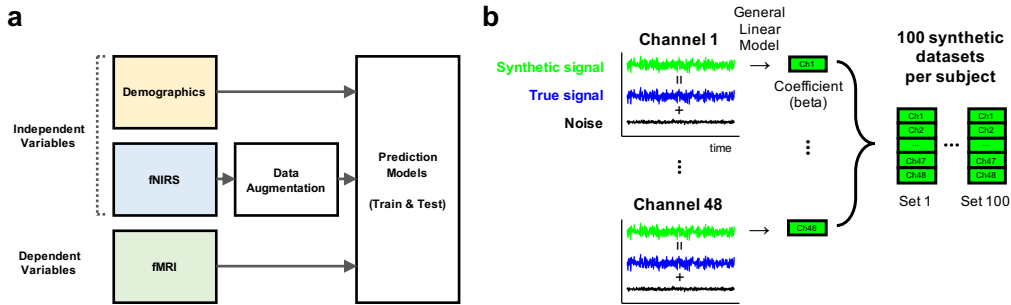 a
Independent
Variables
Demographics
fNIRS
Data
Augmentation
Prediction
Models
(Train & Test)
Dependent
Variables
fMRI
b
Channel 1
General
Linear
Model
Synthetic signal
=
True signal
+
Noise
time
→
Ch1
Coefficient
(beta)
⋮
⋮
Channel 48
=
+
→
Ch48
100 synthetic
datasets
per subject
Ch1
Ch2
...
Ch47
Ch48
Set 1
...
Ch1
Ch2
...
Ch47
Ch48
Set 100